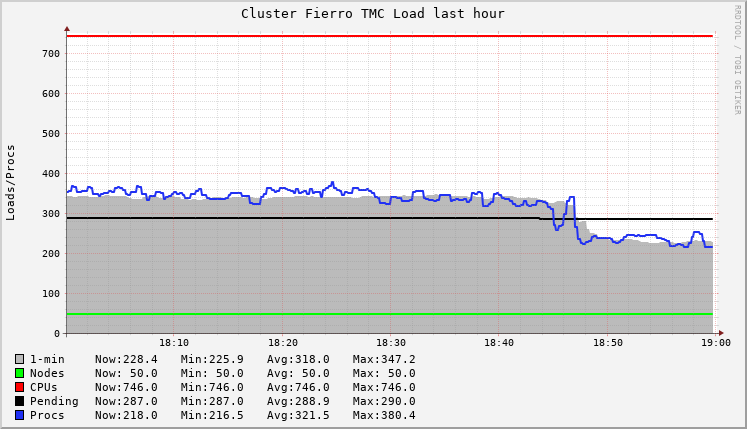 Cluster Fierro TMC Load last hour
RRDTOOL / TOBI OETIKER
Loads/Procs
700
600
500
400
300
200
100
0
18:10 18:20 18:30 18:40 18:50 19:00
1-min Now:228.4 Min:225.9 Avg:318.0 Max:347.2
Nodes Now: 50.0 Min: 50.0 Avg: 50.0 Max: 50.0
CPUs Now:746.0 Min:746.0 Avg:746.0 Max:746.0
Pending Now:287.0 Min:287.0 Avg:288.9 Max:290.0
Procs Now:218.0 Min:216.5 Avg:321.5 Max:380.4